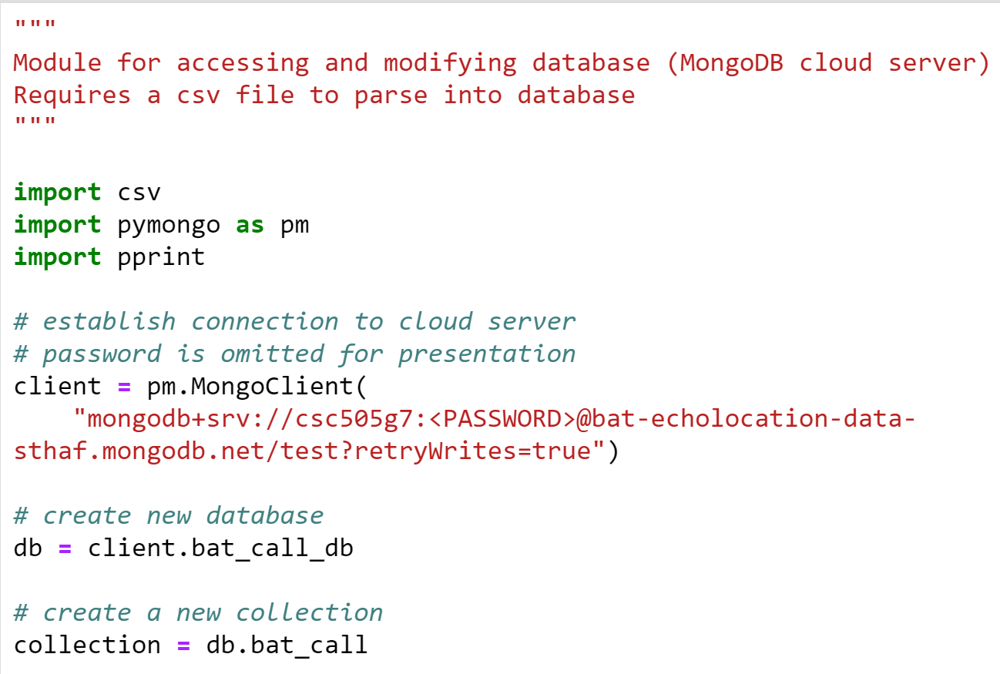 """
Module for accessing and modifying database (MongoDB cloud server)
Requires a csv file to parse into database
"""
import csv
import pymongo as pm
import pprint
# establish connection to cloud server
# password is omitted for presentation
client = pm.MongoClient(
    "mongodb+srv://csc505g7:<PASSWORD>@bat-echolocation-data-
sthaf.mongodb.net/test?retryWrites=true")
# create new database
db = client.bat_call_db
# create a new collection
collection = db.bat_call